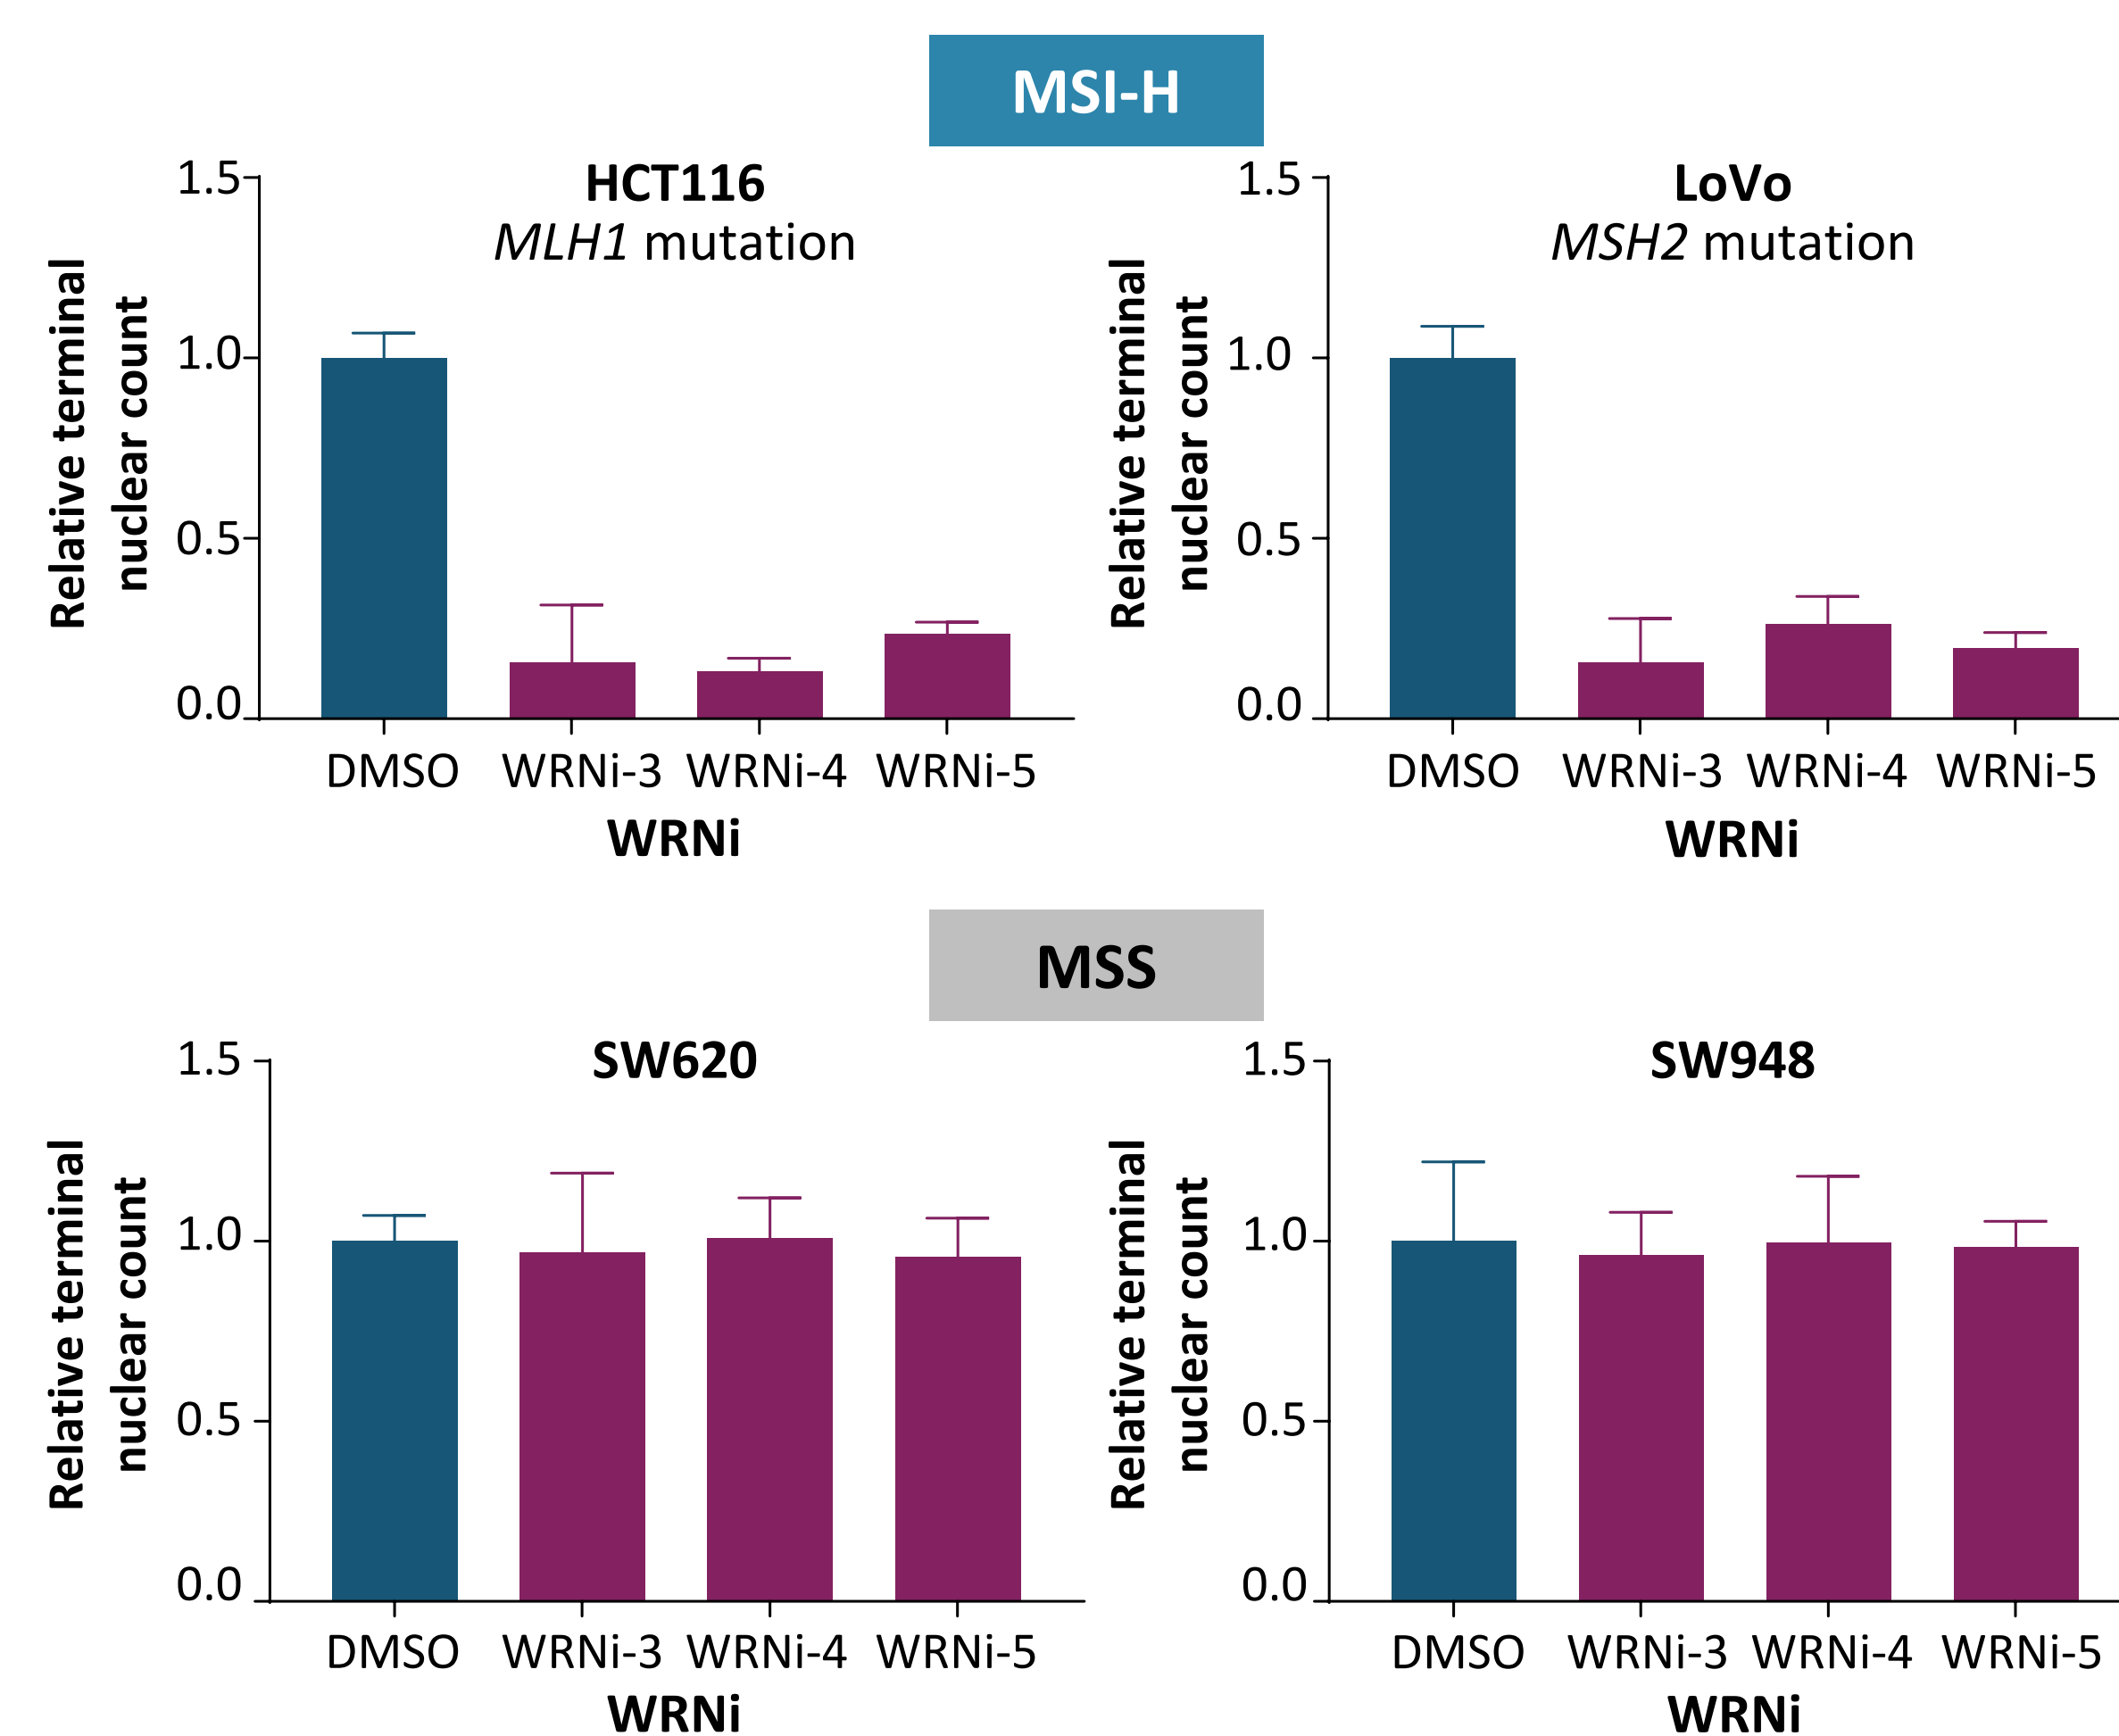 MSI-H
HCT116
MLH1 mutation
Relative terminal
nuclear count
1.5
1.0
0.5
0.0
DMSO WRNi-3 WRNi-4 WRNi-5
WRNi
LoVo
MSH2 mutation
Relative terminal
nuclear count
1.5
1.0
0.5
0.0
DMSO WRNi-3 WRNi-4 WRNi-5
WRNi
MSS
SW620
Relative terminal
nuclear count
1.5
1.0
0.5
0.0
DMSO WRNi-3 WRNi-4 WRNi-5
WRNi
SW948
Relative terminal
nuclear count
1.5
1.0
0.5
0.0
DMSO WRNi-3 WRNi-4 WRNi-5
WRNi